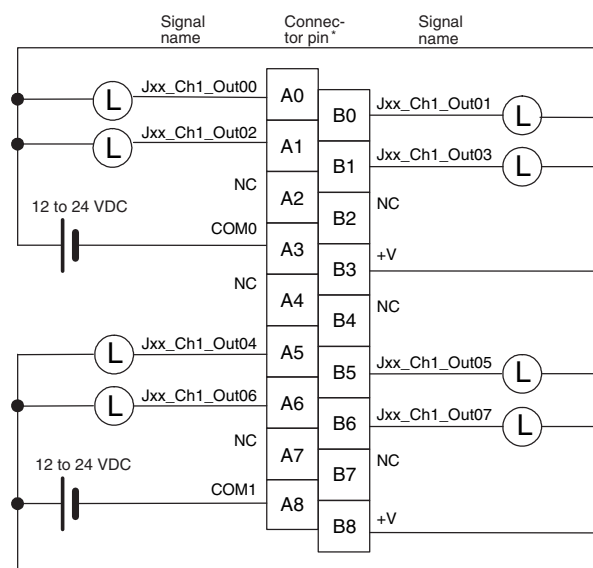 Signal name
Connec-tor pin*
Signal name
Jxx_Ch1_Out00
L
A0
Jxx_Ch1_Out01
L
B0
Jxx_Ch1_Out02
L
A1
Jxx_Ch1_Out03
L
B1
NC
A2
NC
B2
12 to 24 VDC
COM0
A3
+V
B3
NC
A4
NC
B4
Jxx_Ch1_Out04
L
A5
Jxx_Ch1_Out05
L
B5
Jxx_Ch1_Out06
L
A6
Jxx_Ch1_Out07
L
B6
NC
A7
NC
B7
12 to 24 VDC
COM1
A8
+V
B8